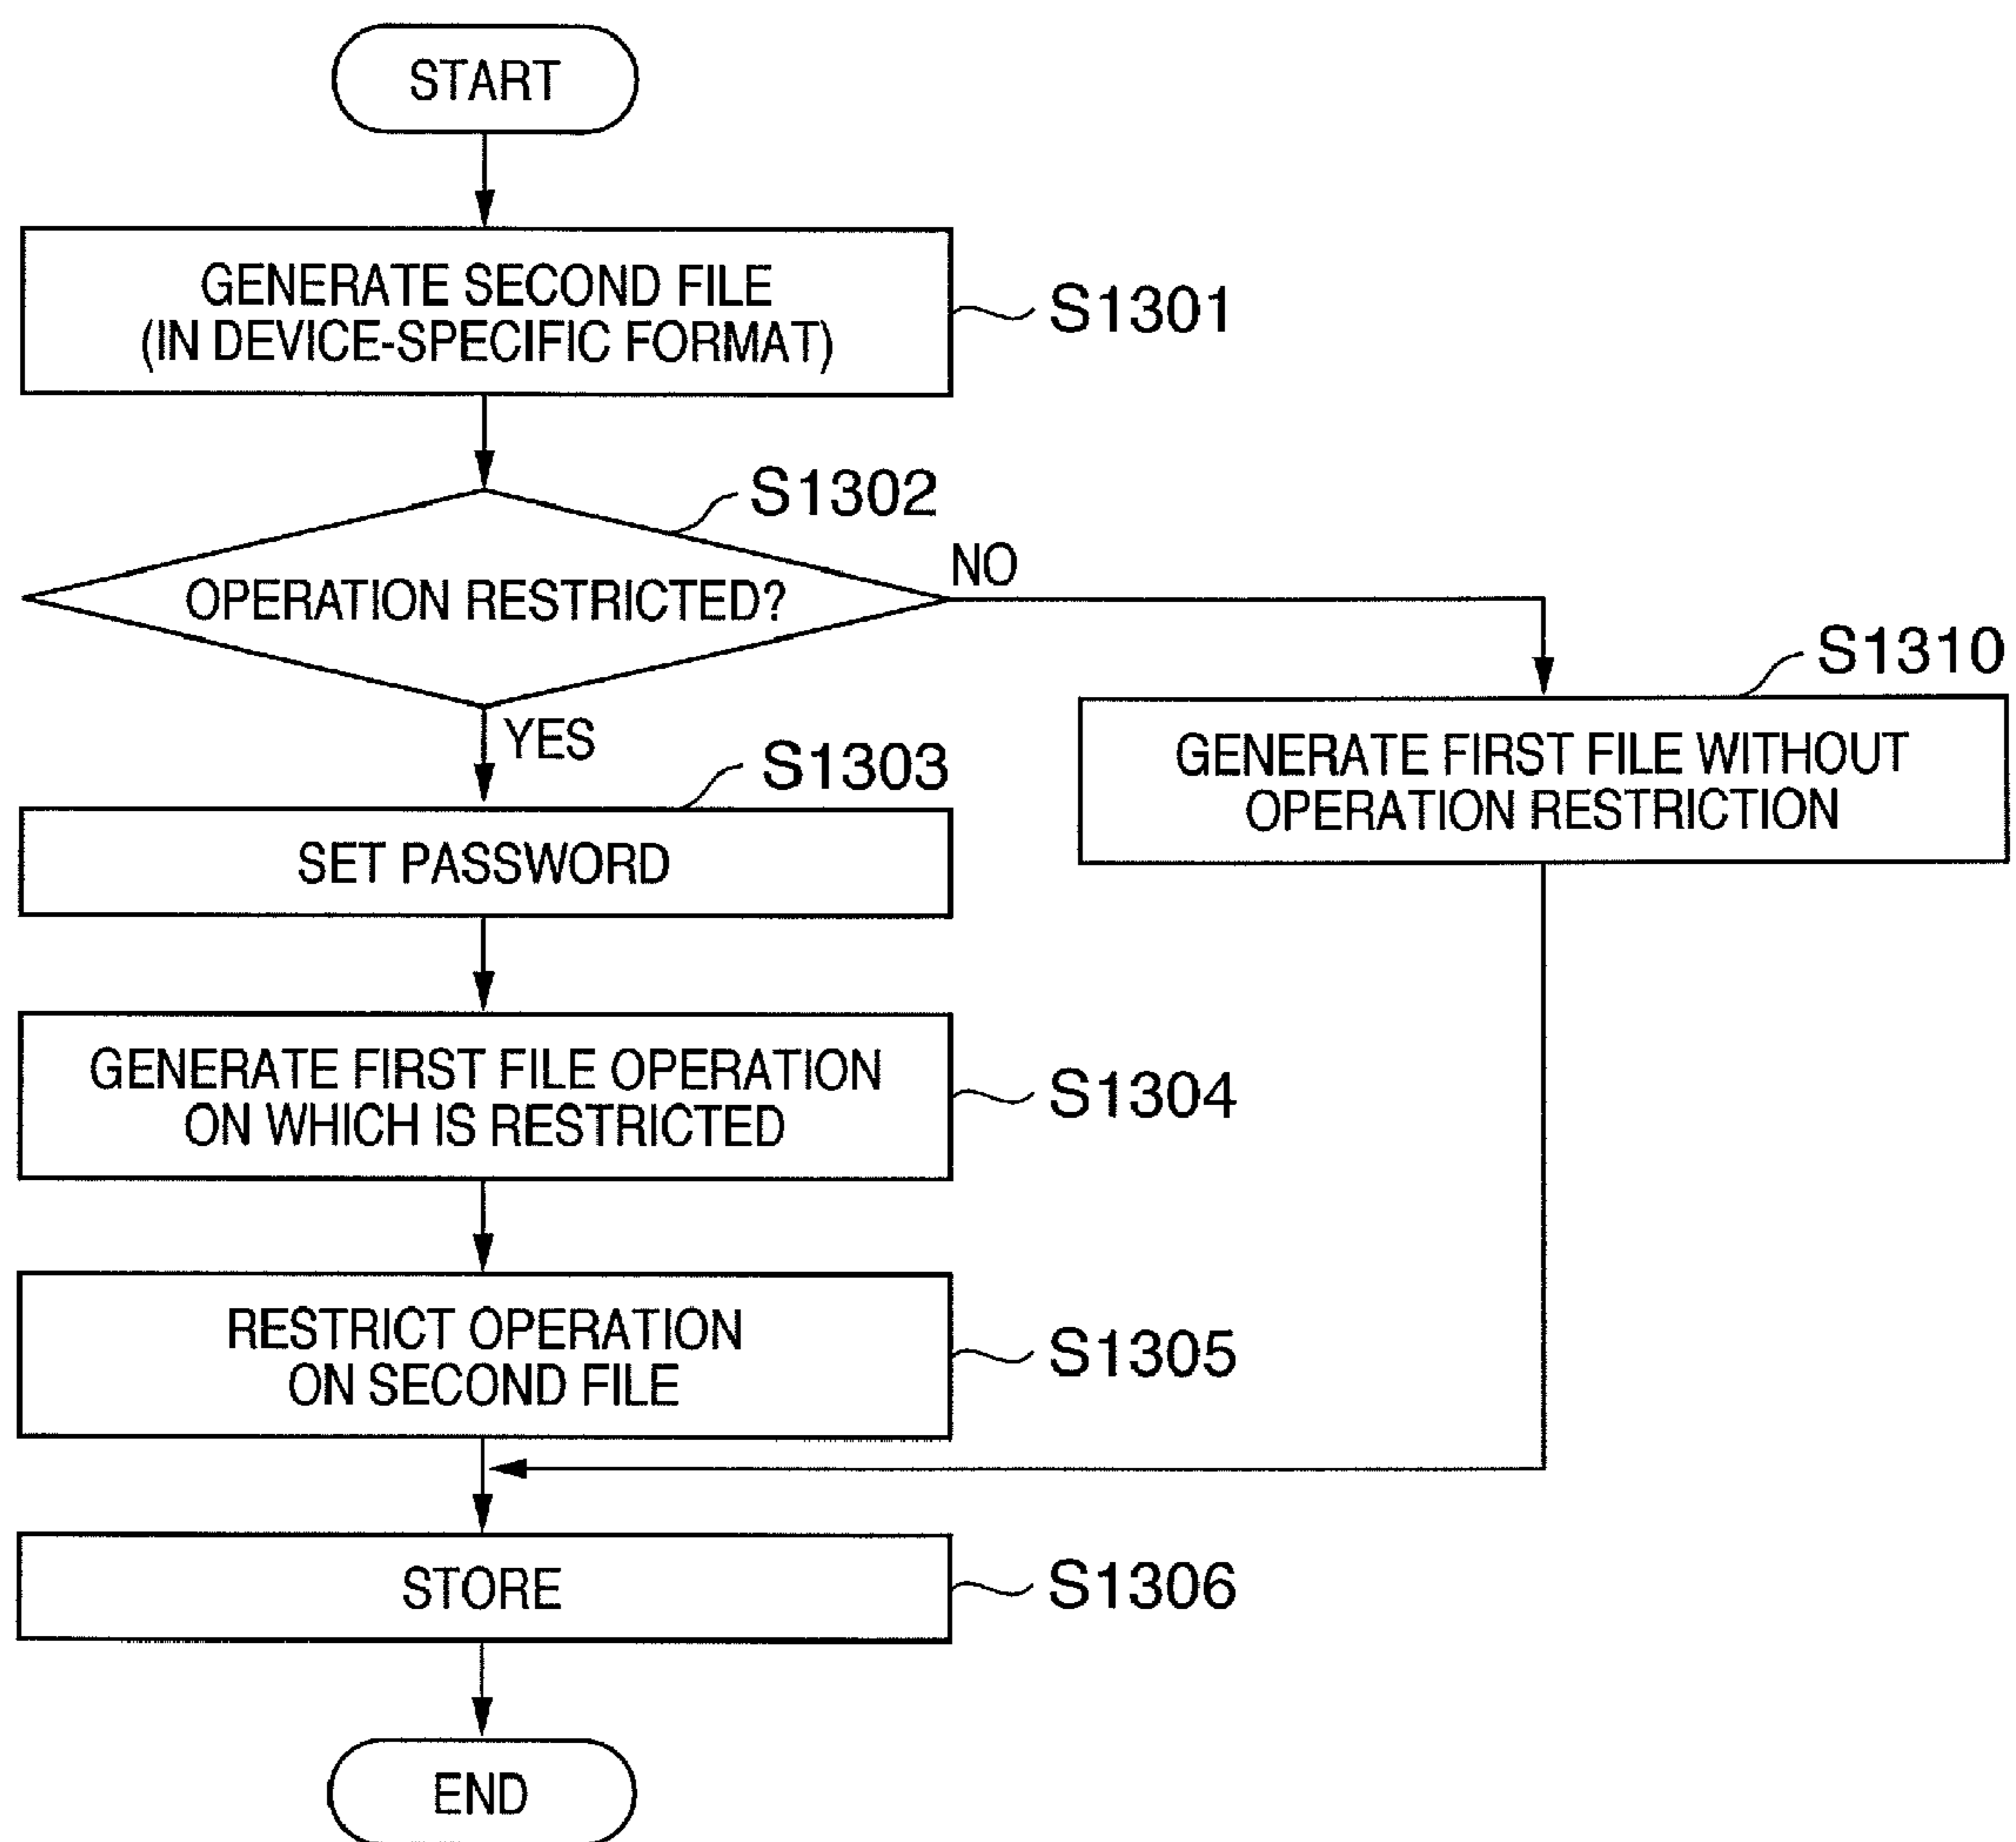 START
GENERATE SECOND FILE
(IN DEVICE-SPECIFIC FORMAT)
S1301
S1302
OPERATION RESTRICTED?
NO
YES
S1310
GENERATE FIRST FILE WITHOUT
OPERATION RESTRICTION
S1303
SET PASSWORD
GENERATE FIRST FILE OPERATION
ON WHICH IS RESTRICTED
S1304
RESTRICT OPERATION
ON SECOND FILE
S1305
STORE
S1306
END